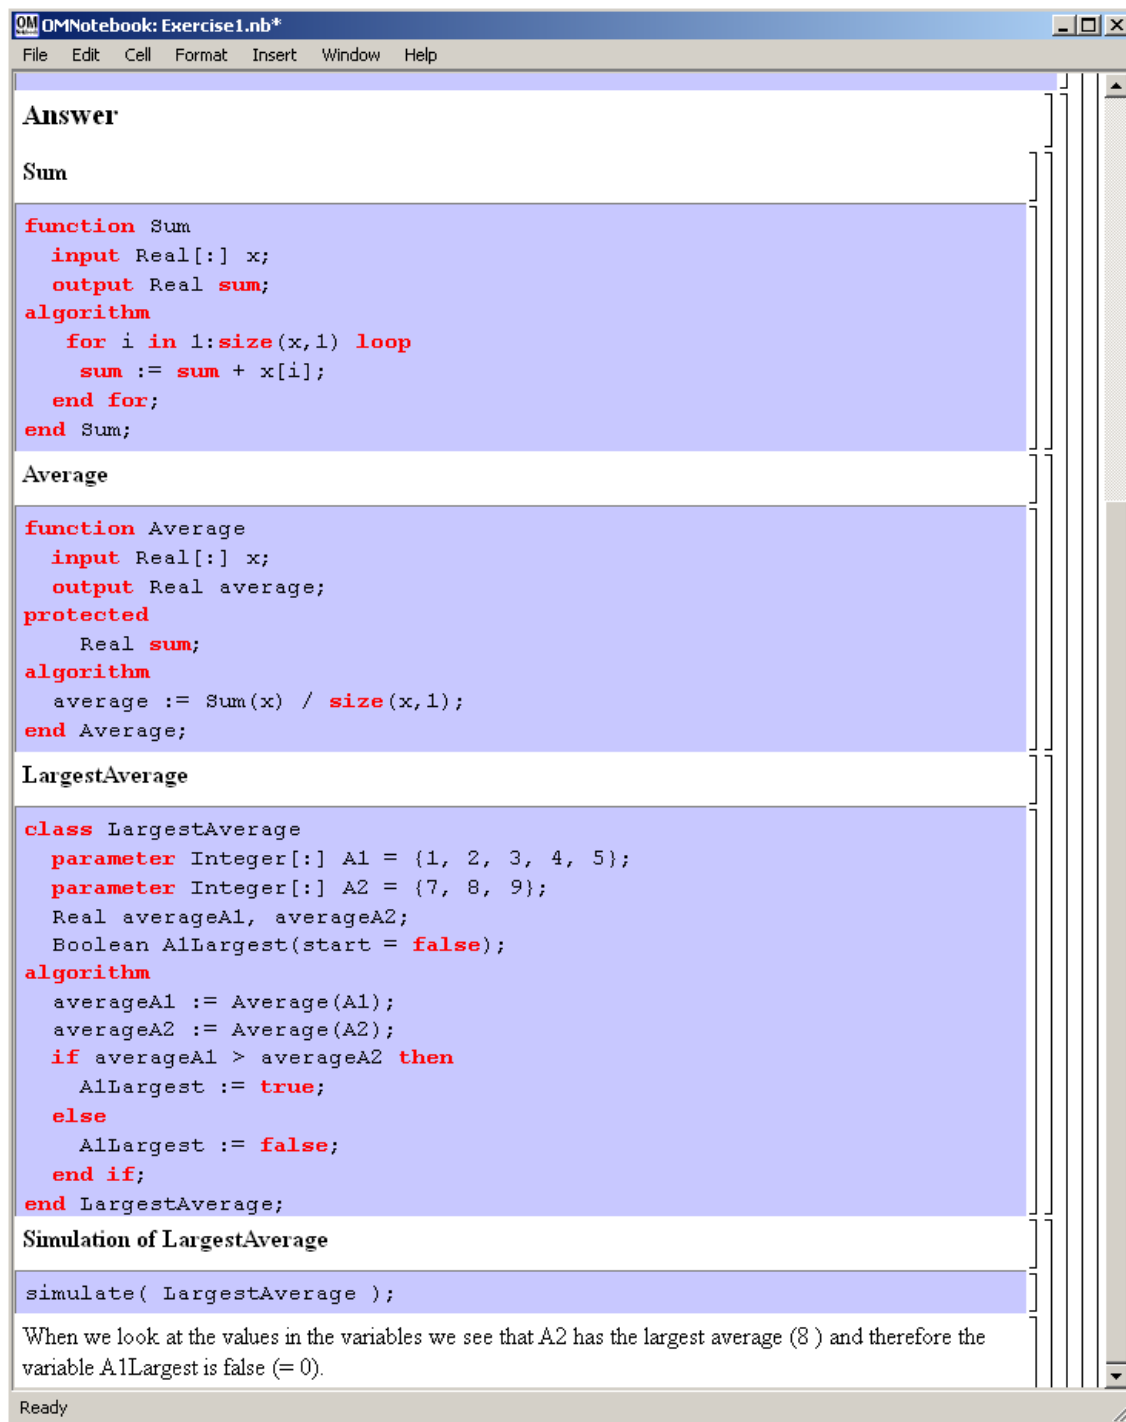 OMNotebook: Exercise1.nb*
File Edit Cell Format Insert Window Help
Answer
Sum
function Sum
input Real[:] x;
output Real sum;
algorithm
for i in 1:size(x,1) loop
sum := sum + x[i];
end for;
end Sum;
Average
function Average
input Real[:] x;
output Real average;
protected
Real sum;
algorithm
average := Sum(x) / size(x,1);
end Average;
LargestAverage
class LargestAverage
parameter Integer[:] A1 = {1, 2, 3, 4, 5};
parameter Integer[:] A2 = {7, 8, 9};
Real averageA1, averageA2;
Boolean A1Largest(start = false);
algorithm
averageA1 := Average(A1);
averageA2 := Average(A2);
if averageA1 > averageA2 then
A1Largest := true;
else
A1Largest := false;
end if;
end LargestAverage;
Simulation of LargestAverage
simulate( LargestAverage );
When we look at the values in the variables we see that A2 has the largest average (8 ) and therefore the
variable A1Largest is false (= 0).
Ready